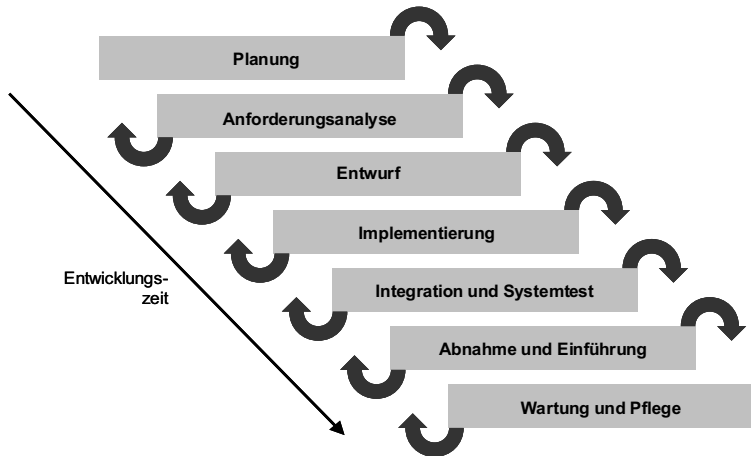 Planung
Anforderungsanalyse
Entwurf
Implementierung
Entwicklungs-
zeit
Integration und Systemtest
Abnahme und Einführung
Wartung und Pflege